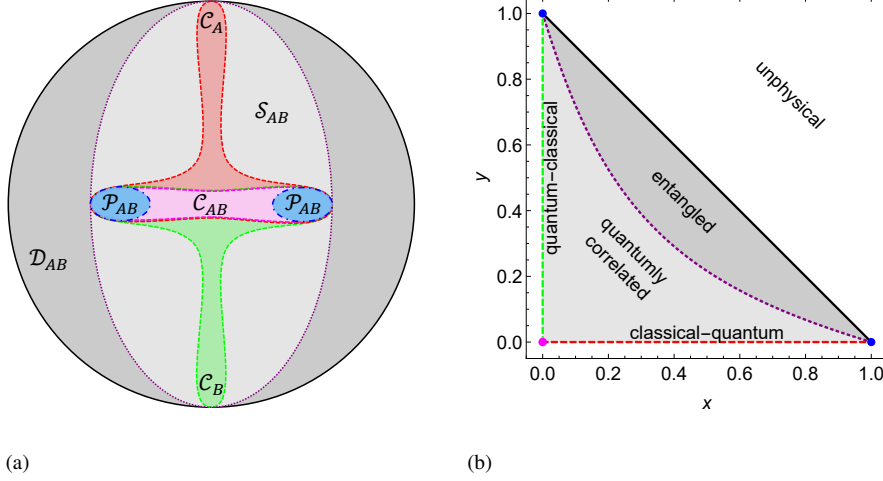 𝒞_A
𝒮_AB
𝒫_AB
𝒞_AB
𝒫_AB
𝒟_AB
𝒞_B
(a)
y
1.0
0.8
0.6
0.4
0.2
0.0
quantum−classical
quantumly
correlated
entangled
unphysical
classical−quantum
0.0 0.2 0.4 0.6 0.8 1.0
x
(b)